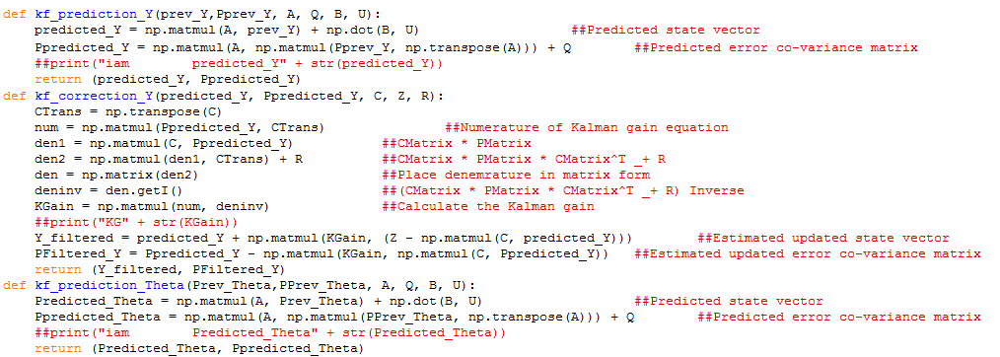 def kf_prediction_Y(prev_Y,Pprev_Y, A, Q, B, U):
    predicted_Y = np.matmul(A, prev_Y) + np.dot(B, U)                    ##Predicted state vector
    Ppredicted_Y = np.matmul(A, np.matmul(Pprev_Y, np.transpose(A))) + Q        ##Predicted error co-variance matrix
    ##print("iam        predicted_Y" + str(predicted_Y))
    return (predicted_Y, Ppredicted_Y)
def kf_correction_Y(predicted_Y, Ppredicted_Y, C, Z, R):
    CTrans = np.transpose(C)
    num = np.matmul(Ppredicted_Y, CTrans)                ##Numerature of Kalman gain equation
    den1 = np.matmul(C, Ppredicted_Y)            ##CMatrix * PMatrix
    den2 = np.matmul(den1, CTrans) + R           ##CMatrix * PMatrix * CMatrix^T _+ R
    den = np.matrix(den2)                        ##Place denemrature in matrix form
    deninv = den.getI()                          ##(CMatrix * PMatrix * CMatrix^T _+ R) Inverse
    KGain = np.matmul(num, deninv)               ##Calculate the Kalman gain
    ##print("KG" + str(KGain))
    Y_filtered = predicted_Y + np.matmul(KGain, (Z - np.matmul(C, predicted_Y)))        ##Estimated updated state vector
    PFiltered_Y = Ppredicted_Y - np.matmul(KGain, np.matmul(C, Ppredicted_Y))   ##Estimated updated error co-variance matrix
    return (Y_filtered, PFiltered_Y)
def kf_prediction_Theta(Prev_Theta,PPrev_Theta, A, Q, B, U):
    Predicted_Theta = np.matmul(A, Prev_Theta) + np.dot(B, U)                    ##Predicted state vector
    Ppredicted_Theta = np.matmul(A, np.matmul(PPrev_Theta, np.transpose(A))) + Q        ##Predicted error co-variance matrix
    ##print("iam        Predicted_Theta" + str(Predicted_Theta))
    return (Predicted_Theta, Ppredicted_Theta)